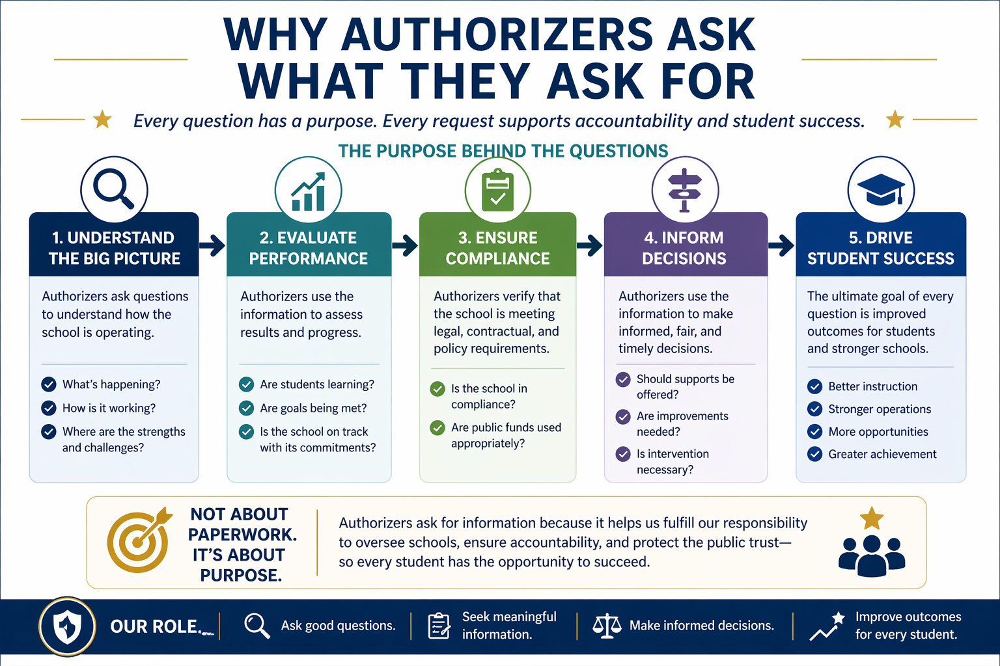 WHY AUTHORIZERS ASK
WHAT THEY ASK FOR
Every question has a purpose. Every request supports accountability and student success.
THE PURPOSE BEHIND THE QUESTIONS
1. UNDERSTAND
THE BIG PICTURE
Authorizers ask questions
to understand how the
school is operating.
What's happening?
How is it working?
Where are the strengths
and challenges?
2. EVALUATE
PERFORMANCE
Authorizers use the
information to assess
results and progress.
Are students learning?
Are goals being met?
Is the school on track
with its commitments?
3. ENSURE
COMPLIANCE
Authorizers verify that
the school is meeting
legal, contractual, and
policy requirements.
Is the school in
compliance?
Are public funds used
appropriately?
4. INFORM
DECISIONS
Authorizers use the
information to make
informed, fair, and
timely decisions.
Should supports be
offered?
Are improvements
needed?
Is intervention
necessary?
5. DRIVE
STUDENT SUCCESS
The ultimate goal of every
question is improved
outcomes for students
and stronger schools.
Better instruction
Stronger operations
More opportunities
Greater achievement
NOT ABOUT
PAPERWORK.
IT'S ABOUT
PURPOSE.
Authorizers ask for information because it helps us fulfill our responsibility
to oversee schools, ensure accountability, and protect the public trust—
so every student has the opportunity to succeed.
OUR ROLE...
Ask good questions.
Seek meaningful
information.
Make informed decisions.
Improve outcomes
for every student.